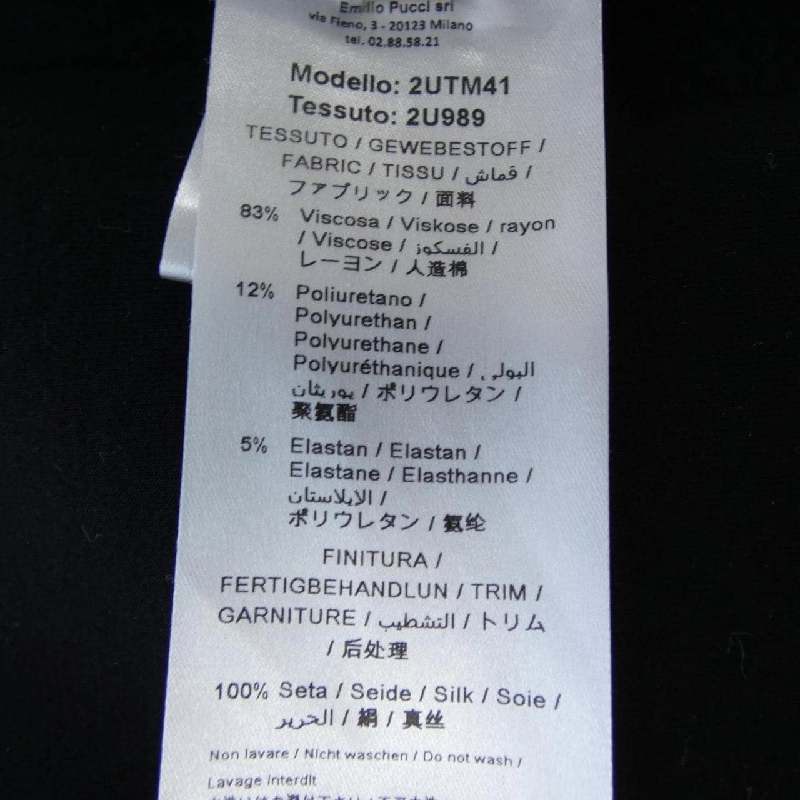 Emilio Pucci srl
via Fieno, 3 - 20123 Milano
tel. 02.88.58.21
Modello: 2UTM41
Tessuto: 2U989
TESSUTO / GEWEBESTOFF /
FABRIC / TISSU / قماش /
ファブリック / 面料
83% Viscosa / Viskose / rayon
/ Viscose / الفسكوز /
レーヨン / 人造棉
12% Poliuretano /
Polyurethan /
Polyurethane /
Polyuréthanique / البولي
يوريثان / ポリウレタン /
聚氨酯
5% Elastan / Elastan /
Elastane / Elasthanne /
الايلاستان /
ポリウレタン / 氨纶
FINITURA /
FERTIGBEHANDLUN / TRIM /
GARNITURE / التشطيب / トリム
/ 后处理
100% Seta / Seide / Silk / Soie /
الحرير / 絹 / 真丝
Non lavare / Nicht waschen / Do not wash /
Lavage interdit